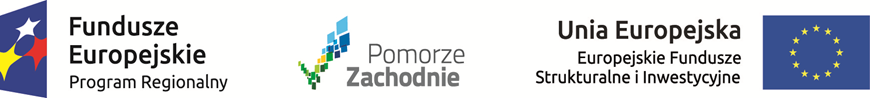 Fundusze
Europejskie
Program Regionalny
Pomorze
Zachodnie
Unia Europejska
Europejskie Fundusze
Strukturalne i Inwestycyjne